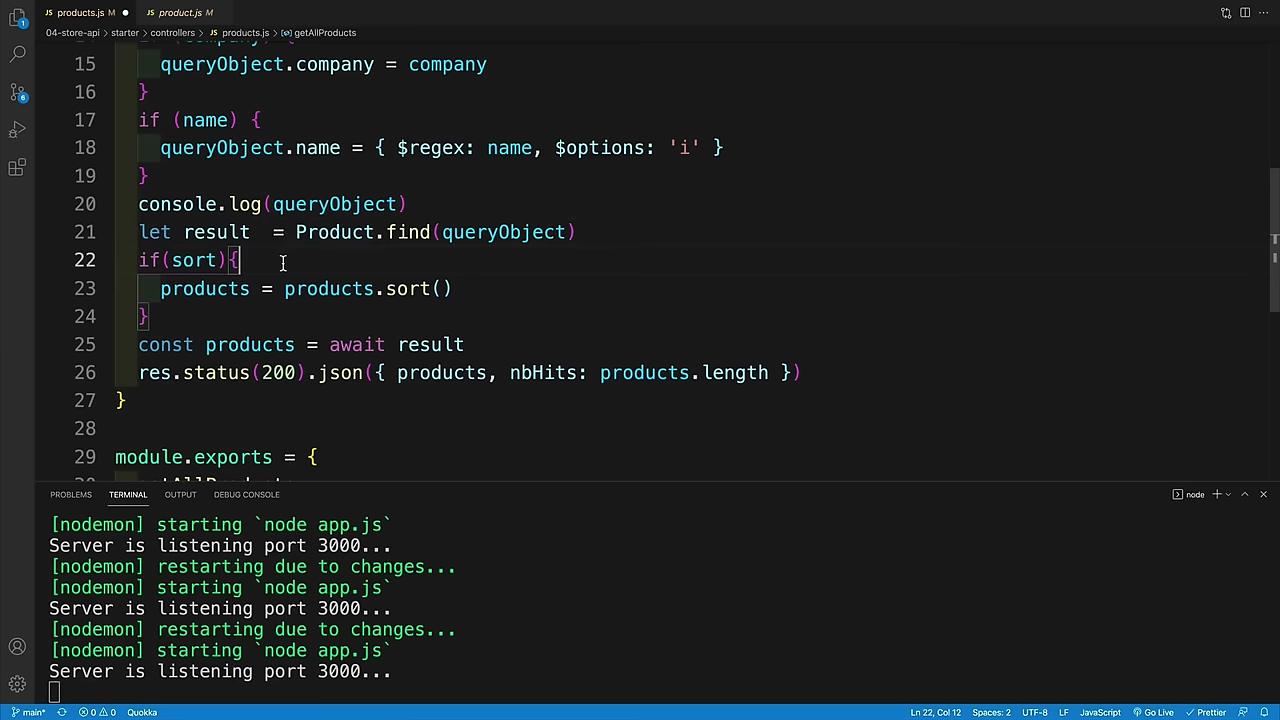 JS products.js M ● JS product.js M
04-store-api > starter > controllers > JS products.js > getAllProducts
15 queryObject.company = company
16 }
17 if (name) {
18 queryObject.name = { $regex: name, $options: 'i' }
19 }
20 console.log(queryObject)
21 let result  = Product.find(queryObject)
22 if(sort){
23 products = products.sort()
24 }
25 const products = await result
26 res.status(200).json({ products, nbHits: products.length })
27 }
28
29 module.exports = {
PROBLEMS TERMINAL OUTPUT DEBUG CONSOLE node
[nodemon] starting `node app.js`
Server is listening port 3000...
[nodemon] restarting due to changes...
[nodemon] starting `node app.js`
Server is listening port 3000...
[nodemon] restarting due to changes...
[nodemon] starting `node app.js`
Server is listening port 3000...
main* 0 0 Quokka Ln 22, Col 12 Spaces: 2 UTF-8 LF JavaScript Go Live Prettier